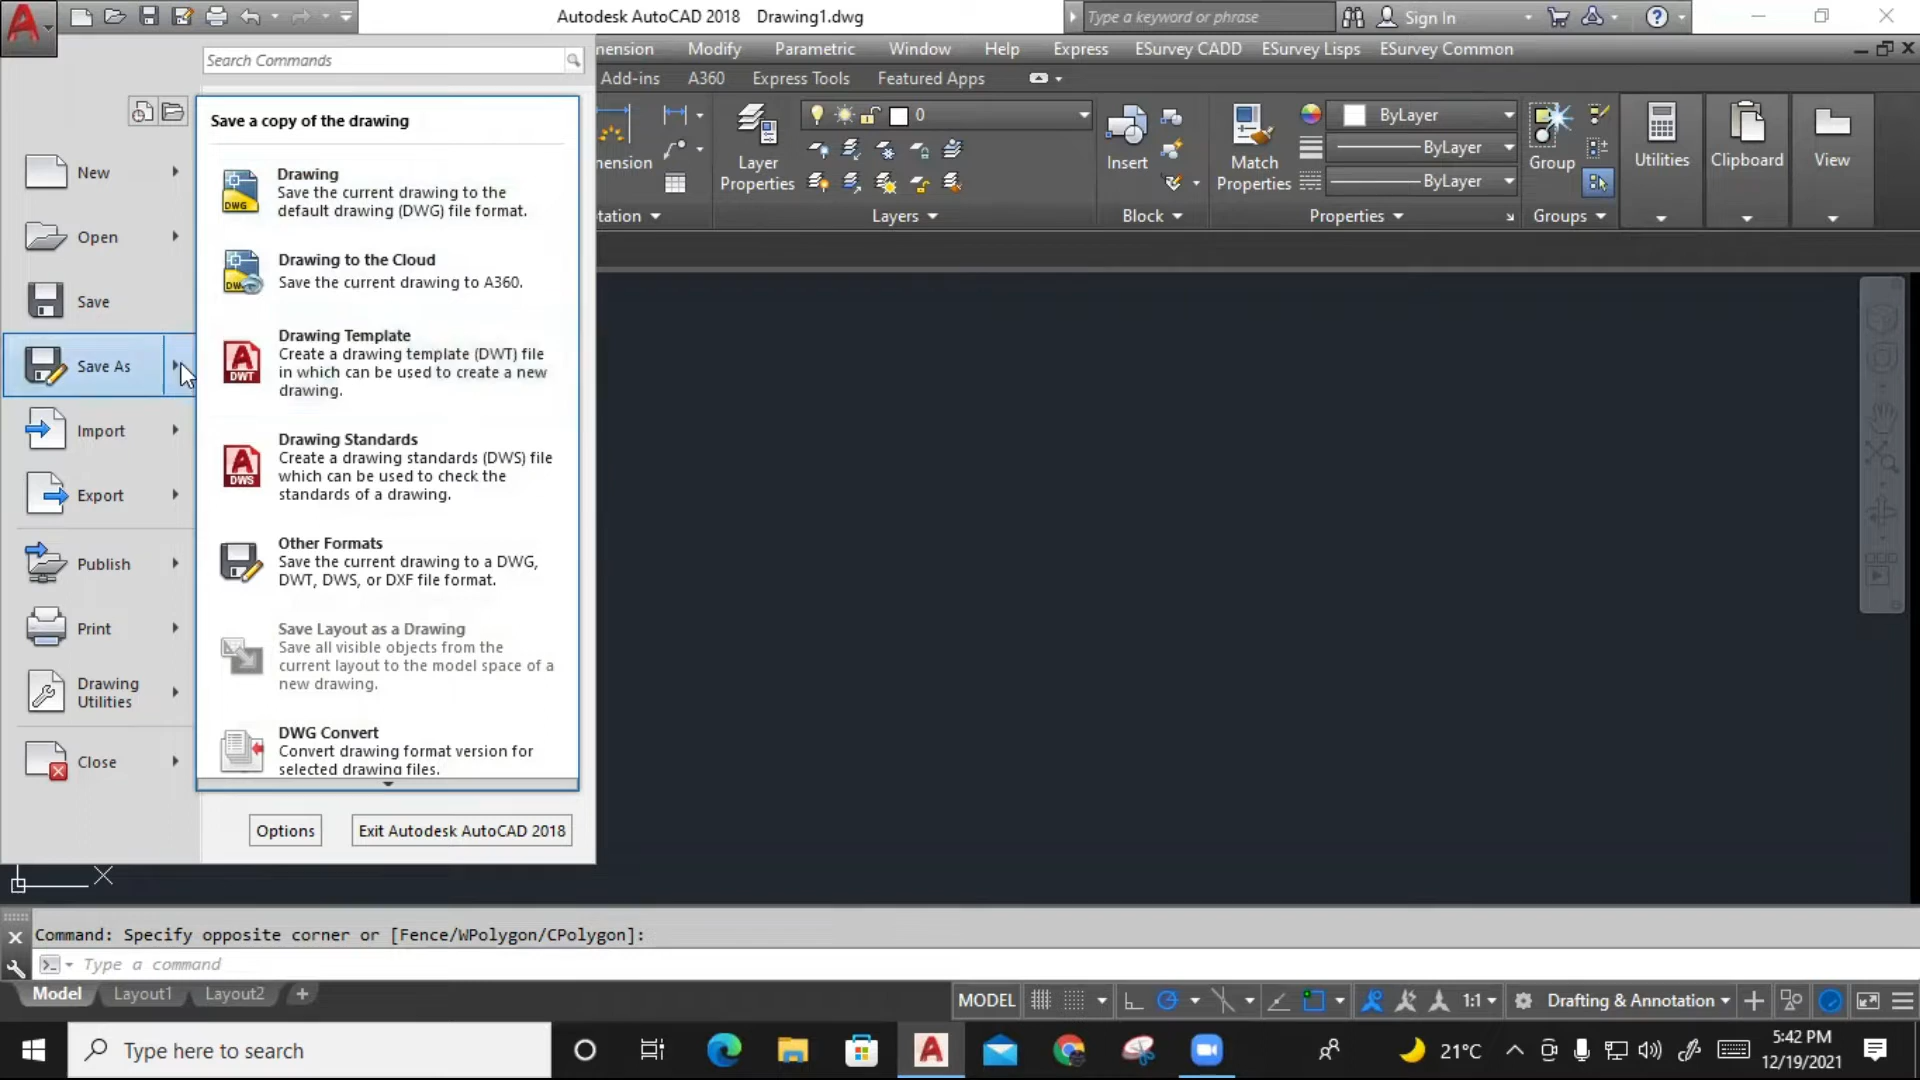 Autodesk AutoCAD 2018 Drawing1.dwg
Type a keyword or phrase
Sign In
Search Commands
mension Modify Parametric Window Help Express ESurvey CADD ESurvey Lisps ESurvey Common
Add-ins A360 Express Tools Featured Apps
Save a copy of the drawing
New
Open
Save
Save As
Import
Export
Publish
Print
Drawing
Utilities
Close
Drawing
Save the current drawing to the
default drawing (DWG) file format.
DWG
Drawing to the Cloud
Save the current drawing to A360.
Drawing Template
Create a drawing template (DWT) file
in which can be used to create a new
drawing.
DWT
Drawing Standards
Create a drawing standards (DWS) file
which can be used to check the
standards of a drawing.
DWS
Other Formats
Save the current drawing to a DWG,
DWT, DWS, or DXF file format.
Save Layout as a Drawing
Save all visible objects from the
current layout to the model space of a
new drawing.
DWG Convert
Convert drawing format version for
selected drawing files.
Options
Exit Autodesk AutoCAD 2018
mension
tation
Layer
Properties
0
Layers
Insert
Block
Match
Properties
ByLayer
ByLayer
ByLayer
Properties
Group
Groups
Utilities
Clipboard
View
Command: Specify opposite corner or [Fence/WPolygon/CPolygon]:
Type a command
Model Layout1 Layout2 +
MODEL
1:1
Drafting & Annotation
Type here to search
21°C
5:42 PM
12/19/2021